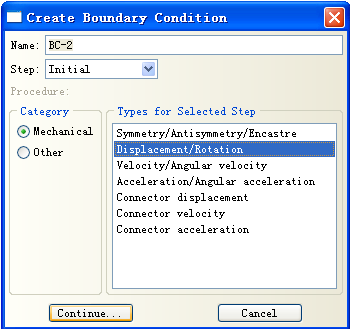 Create Boundary Condition
Name: BC-2
Step: Initial
Procedure:
Category
Mechanical
Other
Types for Selected Step
Symmetry/Antisymmetry/Encastre
Displacement/Rotation
Velocity/Angular velocity
Acceleration/Angular acceleration
Connector displacement
Connector velocity
Connector acceleration
Continue... Cancel